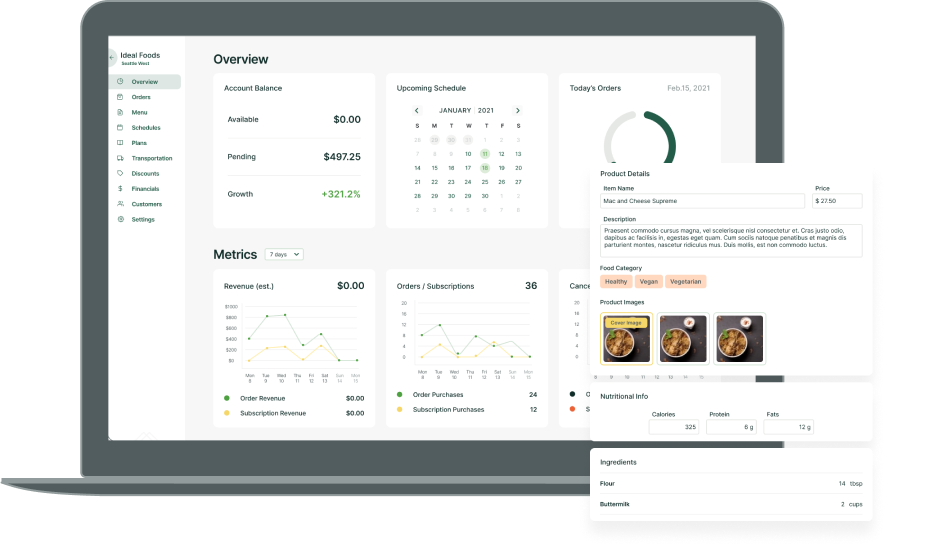 Ideal Foods
Seattle West
Overview
Orders
Menu
Schedules
Plans
Transportation
Discounts
Financials
Customers
Settings
Overview
Account Balance
Available $0.00
Pending $497.25
Growth +321.2%
Upcoming Schedule
JANUARY 2021
S M T W T F S
28 29 30 31 1 2 3
7 8 9 10 11 12 13
14 15 16 17 18 19 20
21 22 23 24 25 26 27
28 29 30 29 30 1 2
2 3 4 5 6 7 8
Today's Orders Feb.15, 2021
Metrics 7 days
Revenue (est.) $0.00
$1000
$800
$600
$400
$200
$0
Mon Tue Wed Thu Fri Sat Sun Mon
8 9 10 11 12 13 14 15
Order Revenue $0.00
Subscription Revenue $0.00
Orders / Subscriptions 36
20
16
12
8
4
0
Mon Tue Wed Thu Fri Sat Sun Mon
8 9 10 11 12 13 14 15
Order Purchases 24
Subscription Purchases 12
Cance
20
16
12
8
4
0
8 9 10 11 12 13 14 15
O
S
Product Details
Item Name Price
Mac and Cheese Supreme $ 27.50
Description
Praesent commodo cursus magna, vel scelerisque nisl consectetur et. Cras justo odio,
dapibus ac facilisis in, egestas eget quam. Cum sociis natoque penatibus et magnis dis
parturient montes, nascetur ridiculus mus. Duis mollis, est non commodo luctus.
Food Category
Healthy Vegan Vegetarian
Product Images
Cover Image
Nutritional Info
Calories Protein Fats
325 6 g 12 g
Ingredients
Flour 14 tbsp
Buttermilk 2 cups